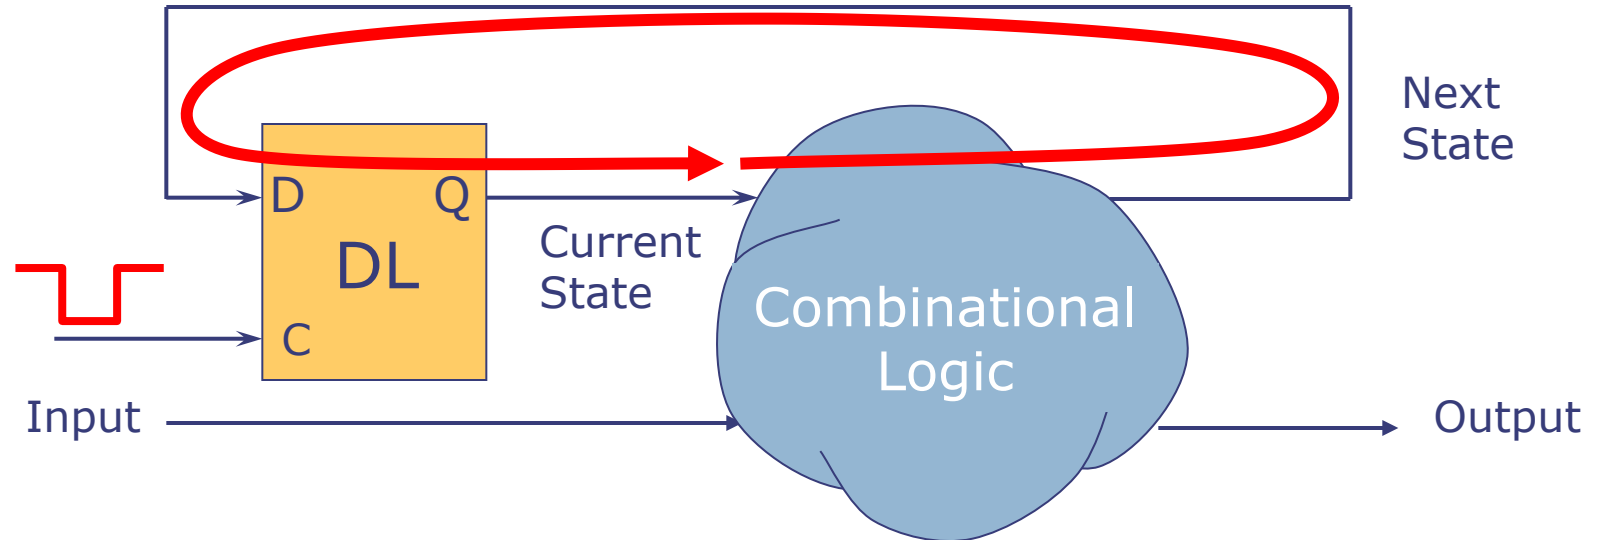 Next
State
D
Q
DL
Current
State
C
Combinational
Logic
Input
Output